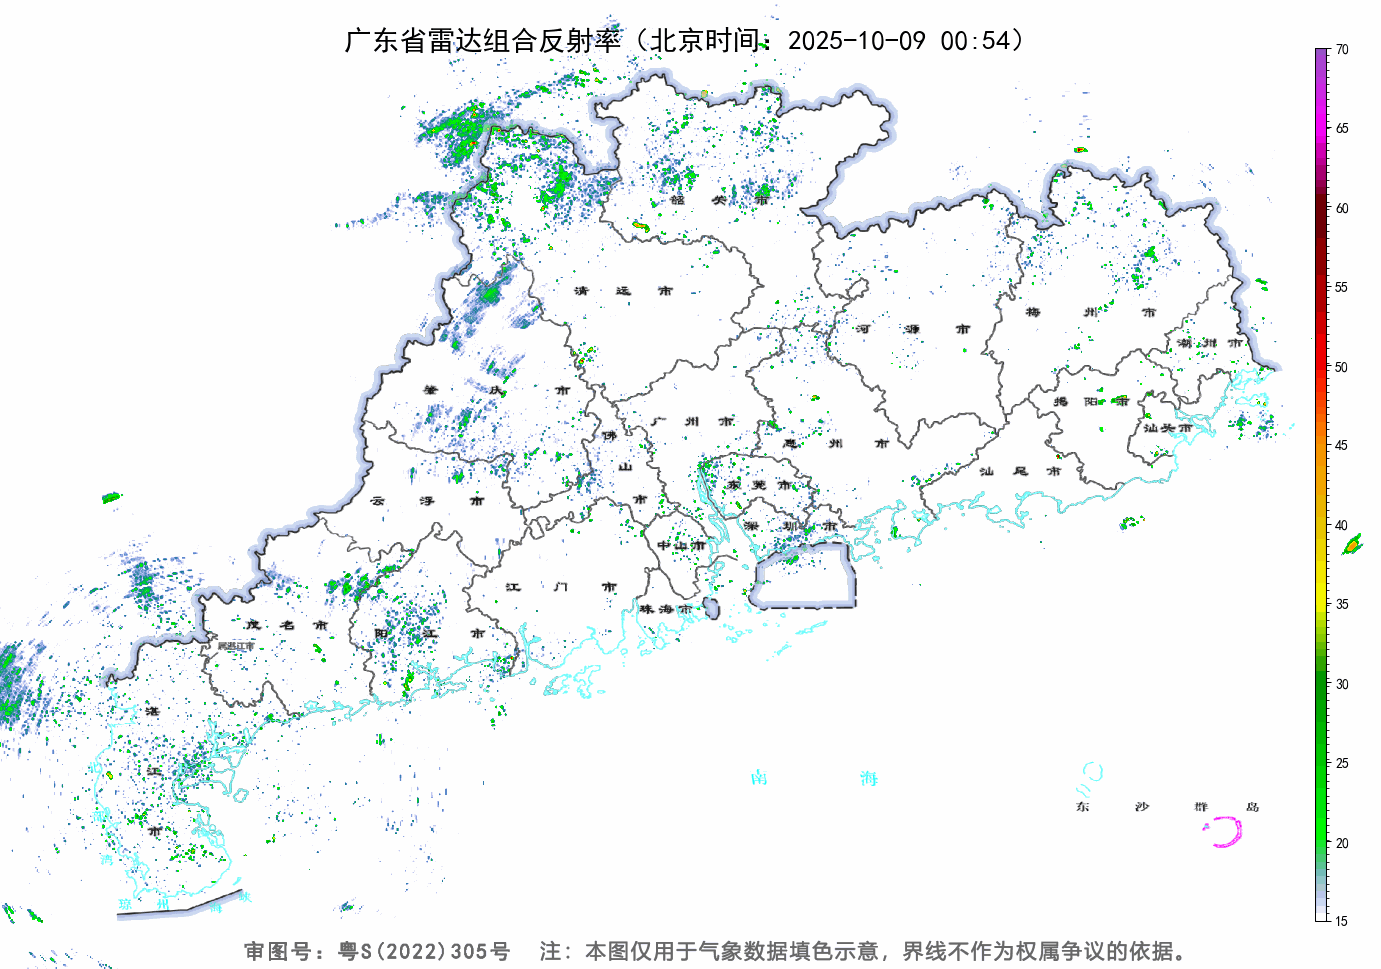 广东省雷达组合反射率（北京时间：2025-10-09 00:54）
70
65
60
55
50
45
40
35
30
25
20
15
韶关市
清远市
河源市
梅州市
潮州市
肇庆市
揭阳市
汕头市
广州市
佛山市
惠州市
汕尾市
云浮市
东莞市
深圳市
中山市
江门市
珠海市
茂名市
阳江市
湛江市
南海
东沙群岛
琼州海峡
审图号：粤S(2022)305号 注：本图仅用于气象数据填色示意，界线不作为权属争议的依据。